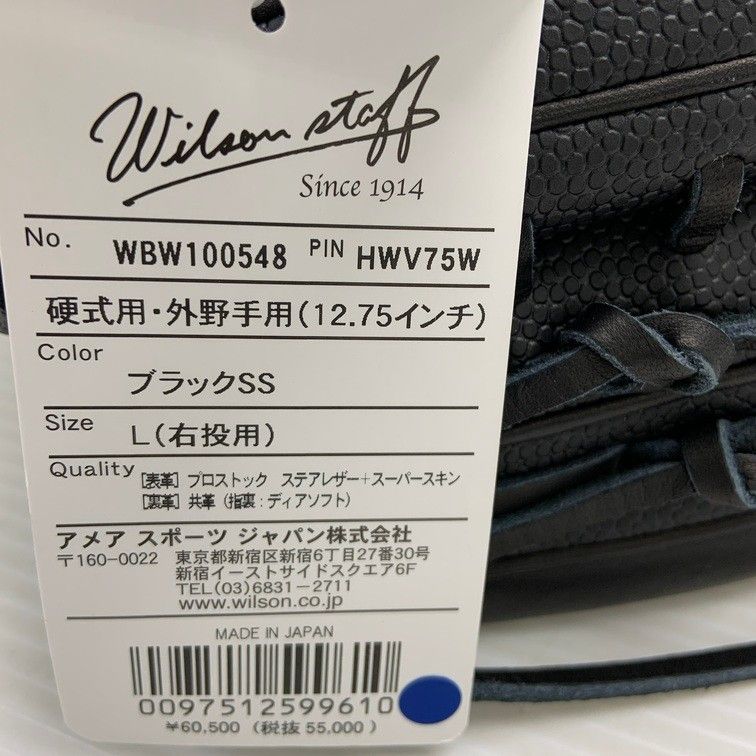 Wilson staff
Since 1914
No. WBW100548 PIN HWV75W
硬式用・外野手用(12.75インチ)
Color
ブラックSS
Size L(右投用)
Quality [表革] プロストック ステアレザー+スーパースキン
[裏革] 共革 (指裏:ディアソフト)
アメア スポーツ ジャパン株式会社
〒160-0022 東京都新宿区新宿6丁目27番30号
新宿イーストサイドスクエア6F
TEL(03)6831-2711
www.wilson.co.jp
MADE IN JAPAN
0097512599610
¥60,500 (税抜 55,000)